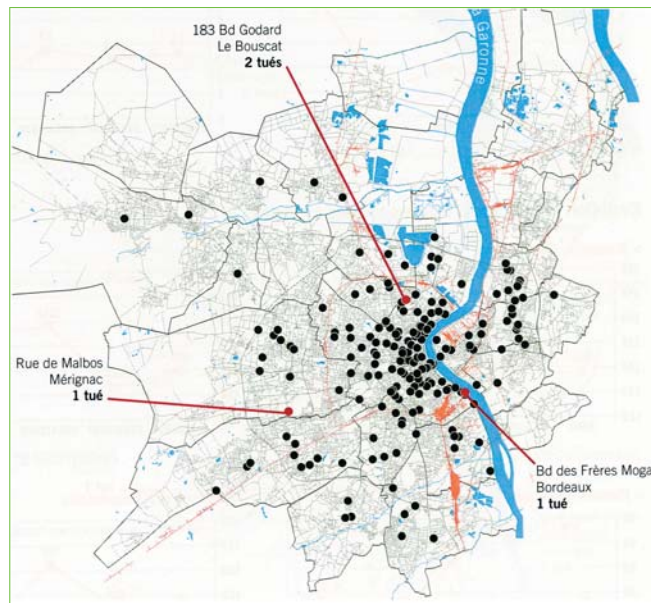 183 Bd Godard
Le Bouscat
2 tués
Garonne
Rue de Malbos
Mérignac
1 tué
Bd des Frères Moga
Bordeaux
1 tué